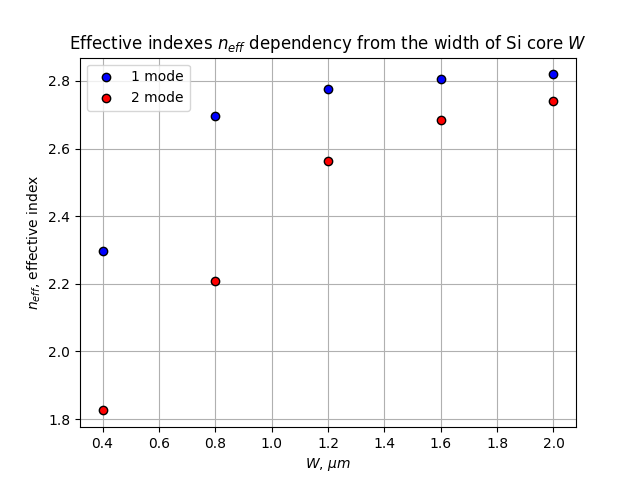 Effective indexes n_eff dependency from the width of Si core W
1 mode
2 mode
2.8
2.6
2.4
2.2
2.0
1.8
n_eff, effective index
0.4 0.6 0.8 1.0 1.2 1.4 1.6 1.8 2.0
W, μm